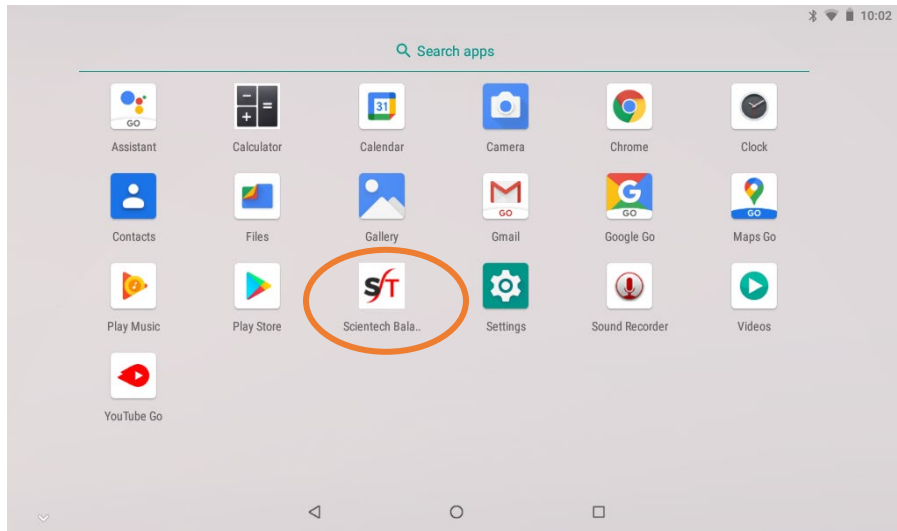 10:02
Search apps
31
GO
Assistant
Calculator
Calendar
Camera
Chrome
Clock
GO
G
GO
GO
Contacts
Files
Gallery
Gmail
Google Go
Maps Go
SfT
Play Music
Play Store
Scientech Bala..
Settings
Sound Recorder
Videos
YouTube Go